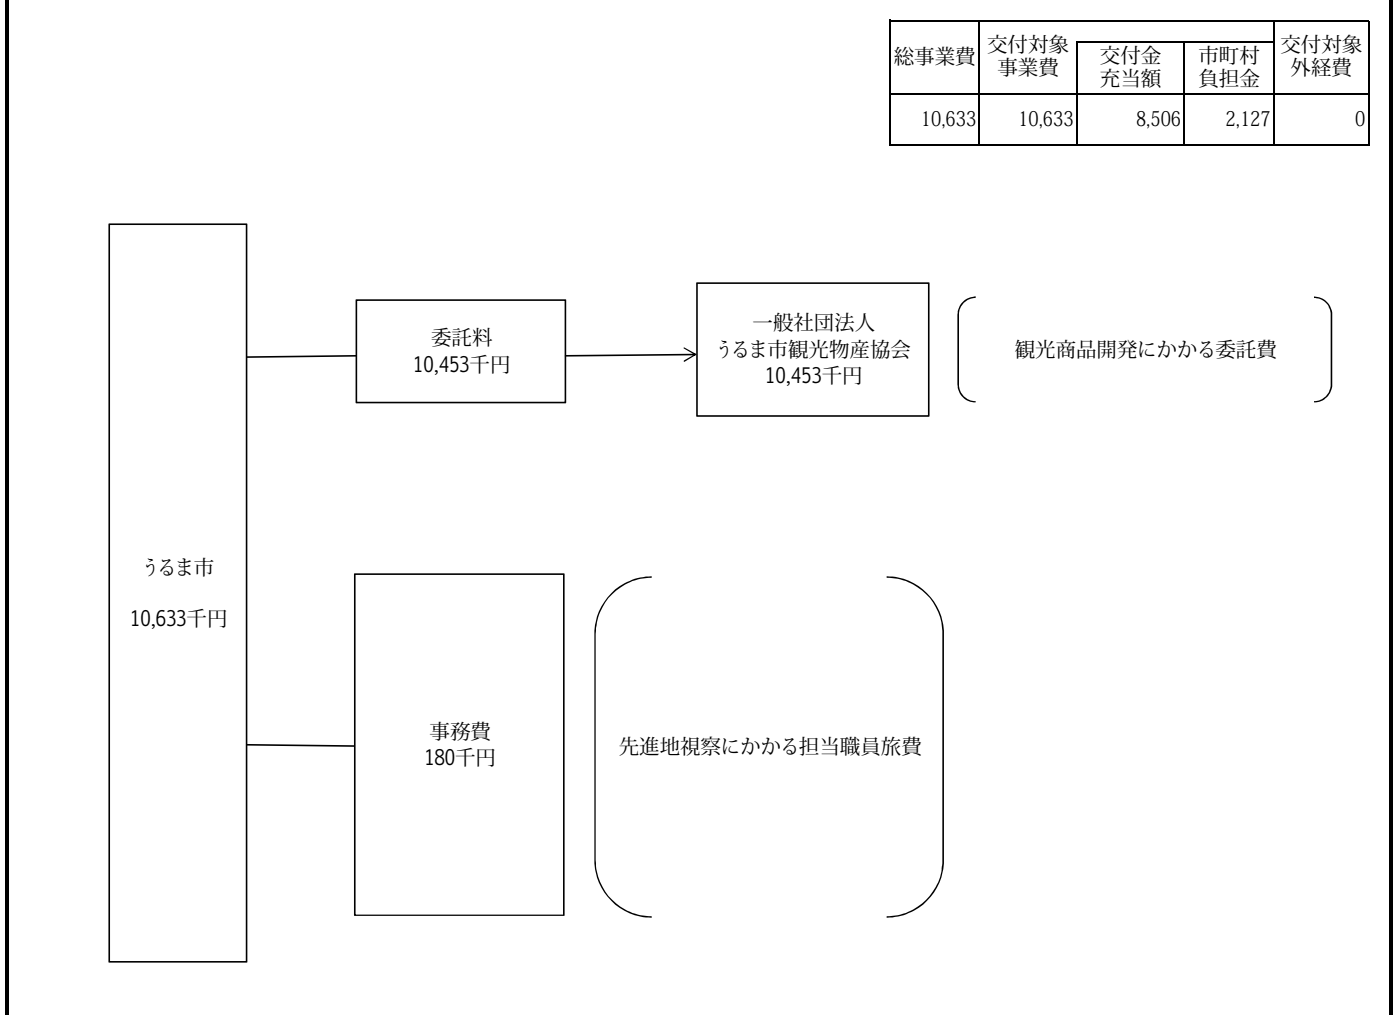 総事業費
交付対象
事業費
交付金
充当額
市町村
負担金
交付対象
外経費
10,633
10,633
8,506
2,127
0
委託料
10,453千円
一般社団法人
うるま市観光物産協会
10,453千円
観光商品開発にかかる委託費
うるま市
10,633千円
事務費
180千円
先進地視察にかかる担当職員旅費